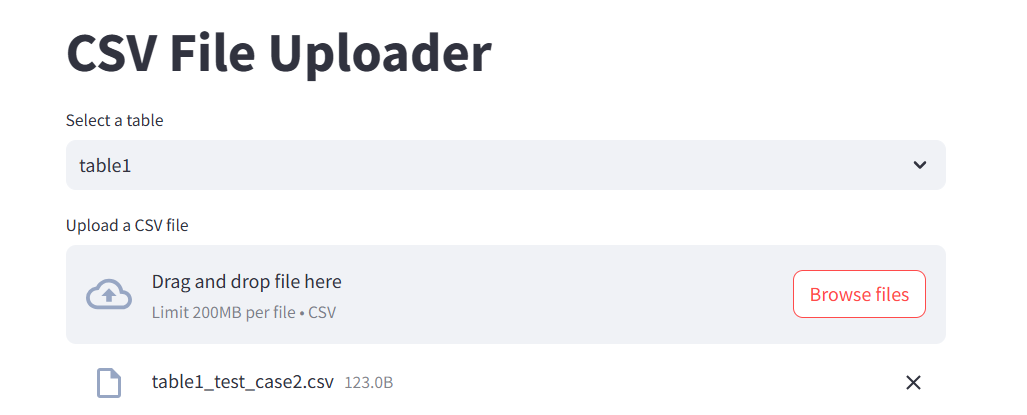 CSV File Uploader
Select a table
table1
Upload a CSV file
Drag and drop file here
Limit 200MB per file • CSV
Browse files
table1_test_case2.csv 123.0B